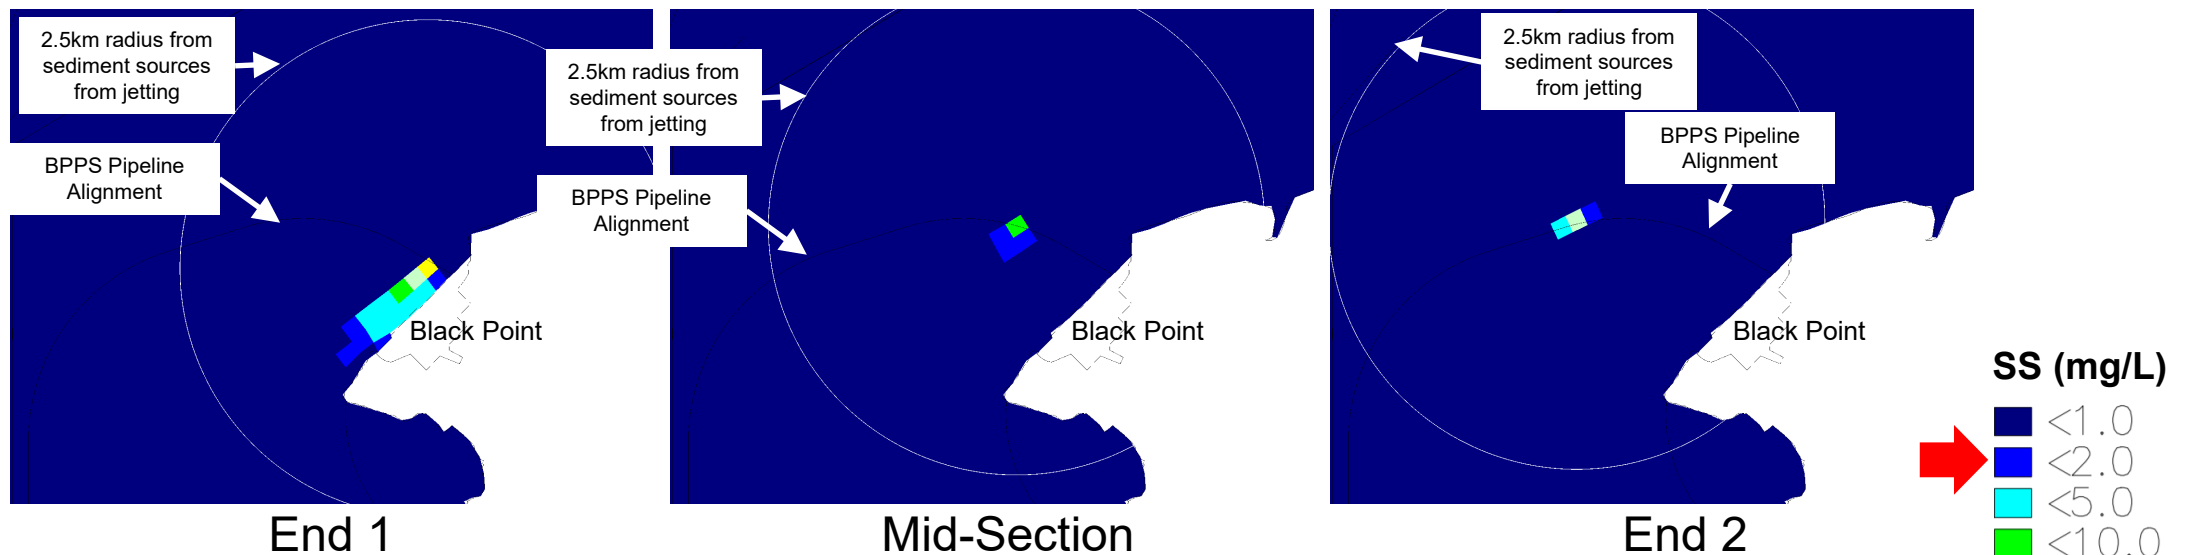 2.5km radius from
sediment sources
from jetting
BPPS Pipeline
Alignment
Black Point
End 1
2.5km radius from
sediment sources
from jetting
BPPS Pipeline
Alignment
Black Point
Mid-Section
2.5km radius from
sediment sources
from jetting
BPPS Pipeline
Alignment
Black Point
End 2
SS (mg/L)
<1.0
<2.0
<5.0
<10.0